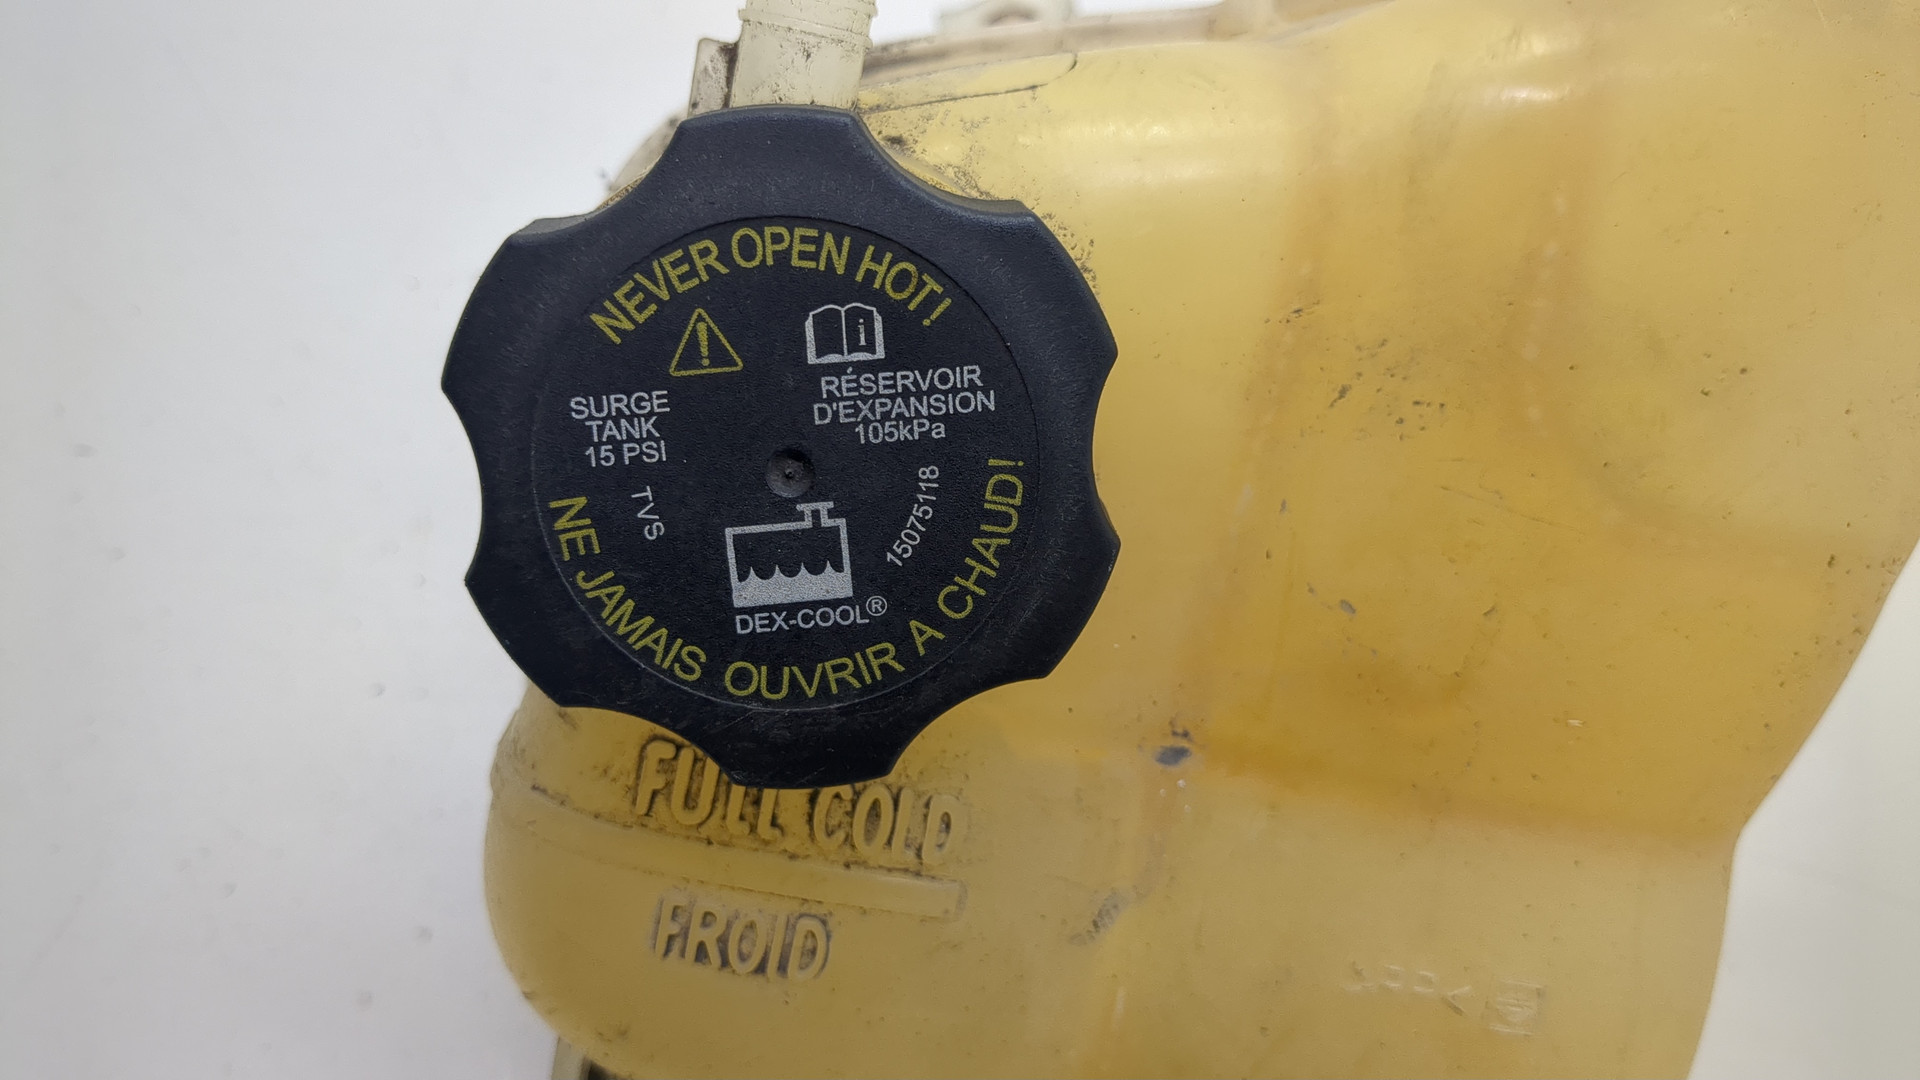 NEVER OPEN HOT!
SURGE
TANK
15 PSI
RÉSERVOIR
D'EXPANSION
105kPa
TVS
15075118
DEX-COOL®
NE JAMAIS OUVRIR A CHAUD!
FULL COLD
FROID